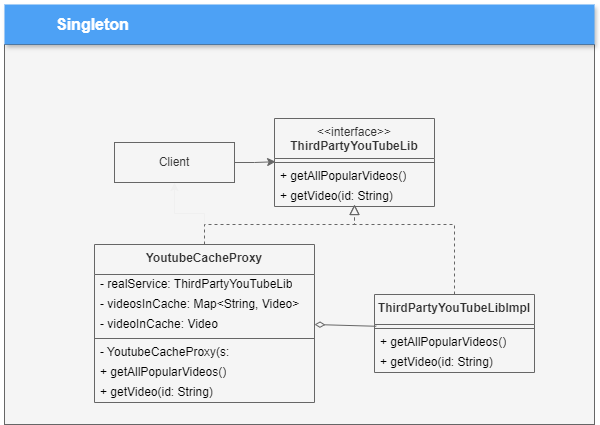 Singleton
<<interface>>
ThirdPartyYouTubeLib
+ getAllPopularVideos()
+ getVideo(id: String)
Client
YoutubeCacheProxy
- realService: ThirdPartyYouTubeLib
- videosInCache: Map<String, Video>
- videoInCache: Video
- YoutubeCacheProxy(s:
+ getAllPopularVideos()
+ getVideo(id: String)
ThirdPartyYouTubeLibImpl
+ getAllPopularVideos()
+ getVideo(id: String)